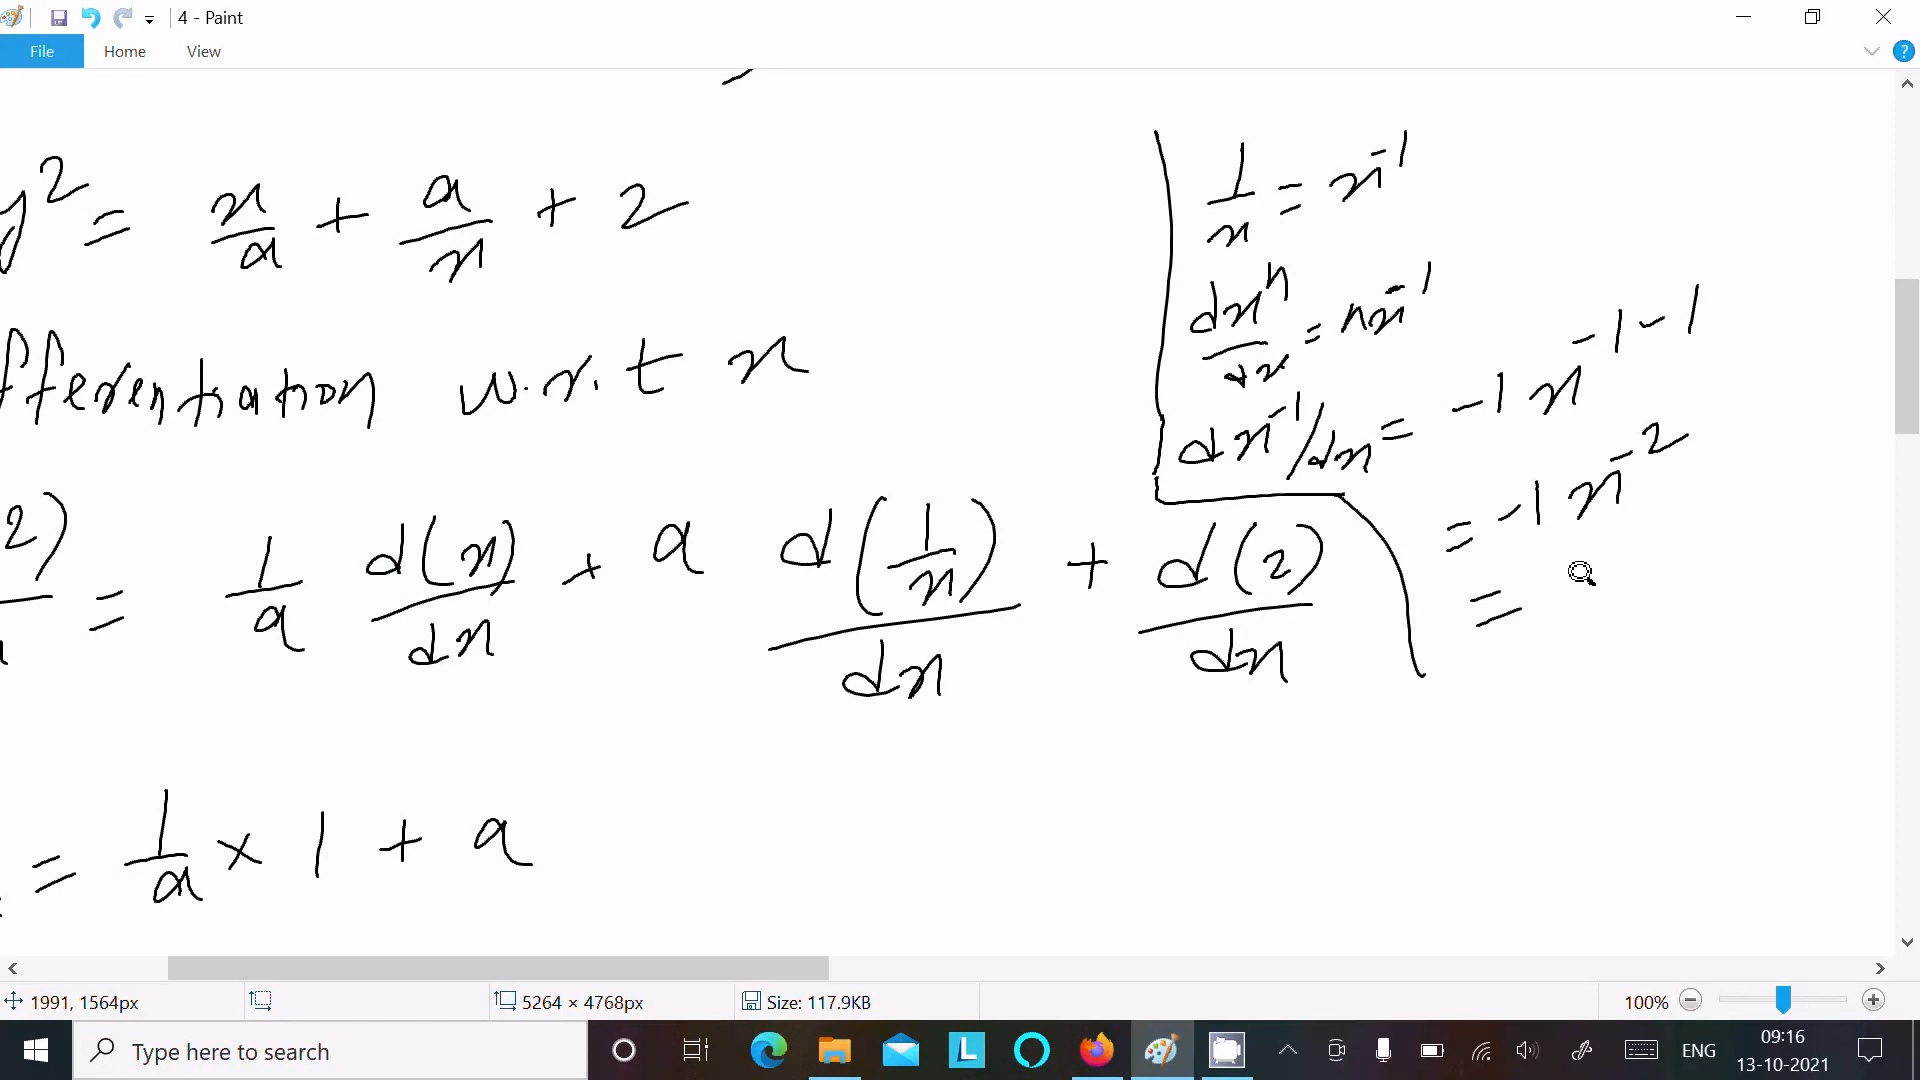 4 - Paint
File Home View
y² = x/a + a/x + 2
1/x = x⁻¹
dxⁿ/dx = nx⁻¹
fferentiation w.r.t x
dx⁻¹/dx = -1 x⁻¹⁻¹
= -1 x⁻²
=
2) = 1/a d(x)/dx + a d(1/x)/dx + d(2)/dx
= 1/a × 1 + a
1991, 1564px 5264 × 4768px Size: 117.9KB 100%
Type here to search L ENG 09:16
13-10-2021